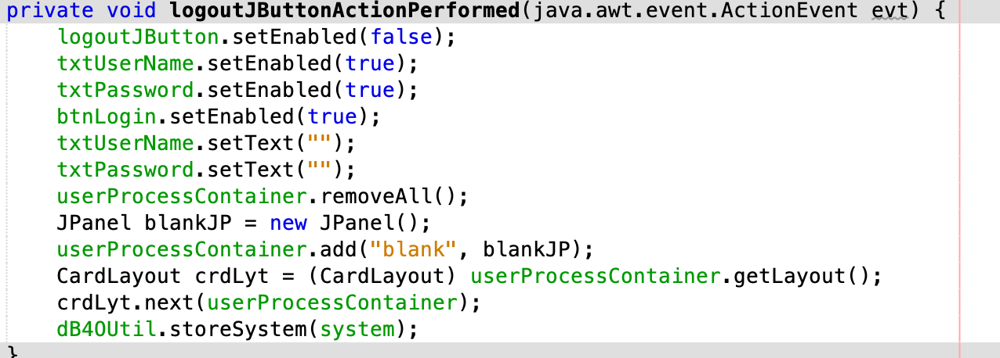 private void logoutJButtonActionPerformed(java.awt.event.ActionEvent evt) {
    logoutJButton.setEnabled(false);
    txtUserName.setEnabled(true);
    txtPassword.setEnabled(true);
    btnLogin.setEnabled(true);
    txtUserName.setText("");
    txtPassword.setText("");
    userProcessContainer.removeAll();
    JPanel blankJP = new JPanel();
    userProcessContainer.add("blank", blankJP);
    CardLayout crdLyt = (CardLayout) userProcessContainer.getLayout();
    crdLyt.next(userProcessContainer);
    dB4OUtil.storeSystem(system);
}